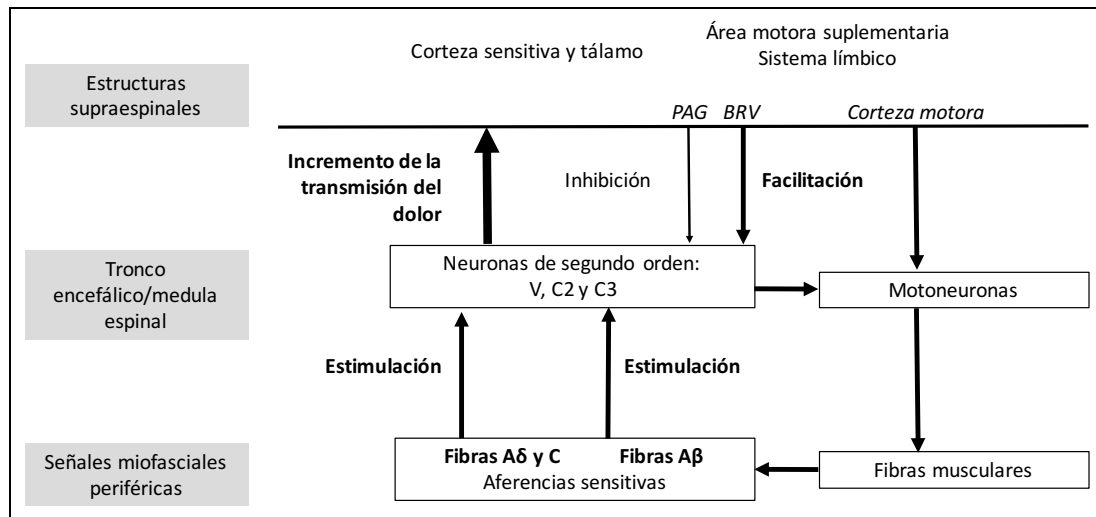 Estructuras
supraespinales
Corteza sensitiva y tálamo
Área motora suplementaria
Sistema límbico
PAG
BRV
Corteza motora
Incremento de la
transmisión del
dolor
Inhibición
Facilitación
Tronco
encefálico/medula
espinal
Neuronas de segundo orden:
V, C2 y C3
Motoneuronas
Estimulación
Estimulación
Señales miofasciales
periféricas
Fibras Aδ y C
Fibras Aβ
Aferencias sensitivas
Fibras musculares